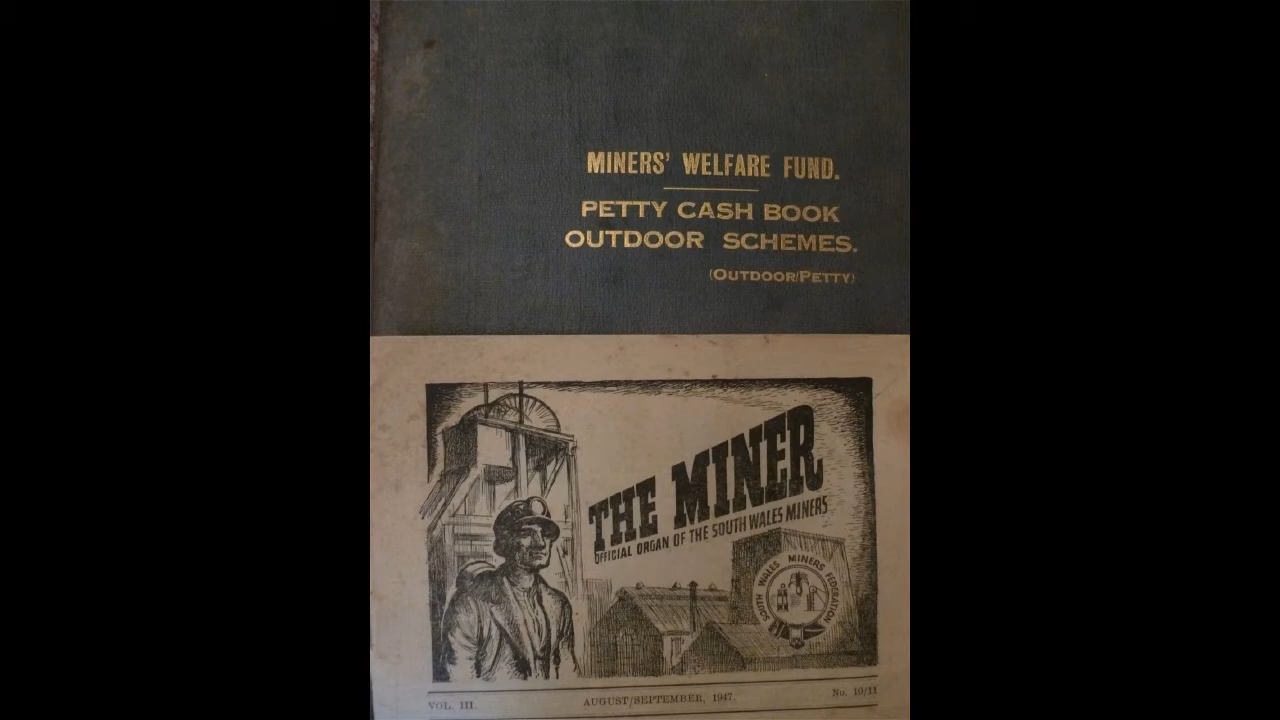 MINERS' WELFARE FUND.
PETTY CASH BOOK
OUTDOOR SCHEMES.
(OUTDOOR/PETTY)
THE MINER
OFFICIAL ORGAN OF THE SOUTH WALES MINERS
SOUTH WALES MINERS FEDERATION
VOL. III.
AUGUST/SEPTEMBER, 1947.
No. 10/11